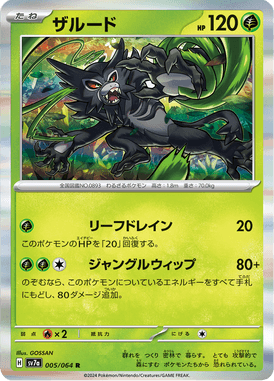 たね ザルード HP 120
全国図鑑 NO.0893 わるざるポケモン 高さ:1.8m 重さ:70.0kg
リーフドレイン 20
このポケモンのHPを「20」回復する。
ジャングルウィップ 80+
のぞむなら、このポケモンについているエネルギーをすべて手札
にもどし、80ダメージ追加。
弱点 ×2 抵抗力 にげる
illus. GOSSAN
H SV7a 005/064 R
群れを つくり 密林で 暮らす。 とても 攻撃的で
森にすむ ポケモンたちに 恐れられている。
©2024 Pokémon/Nintendo/Creatures/GAME FREAK.